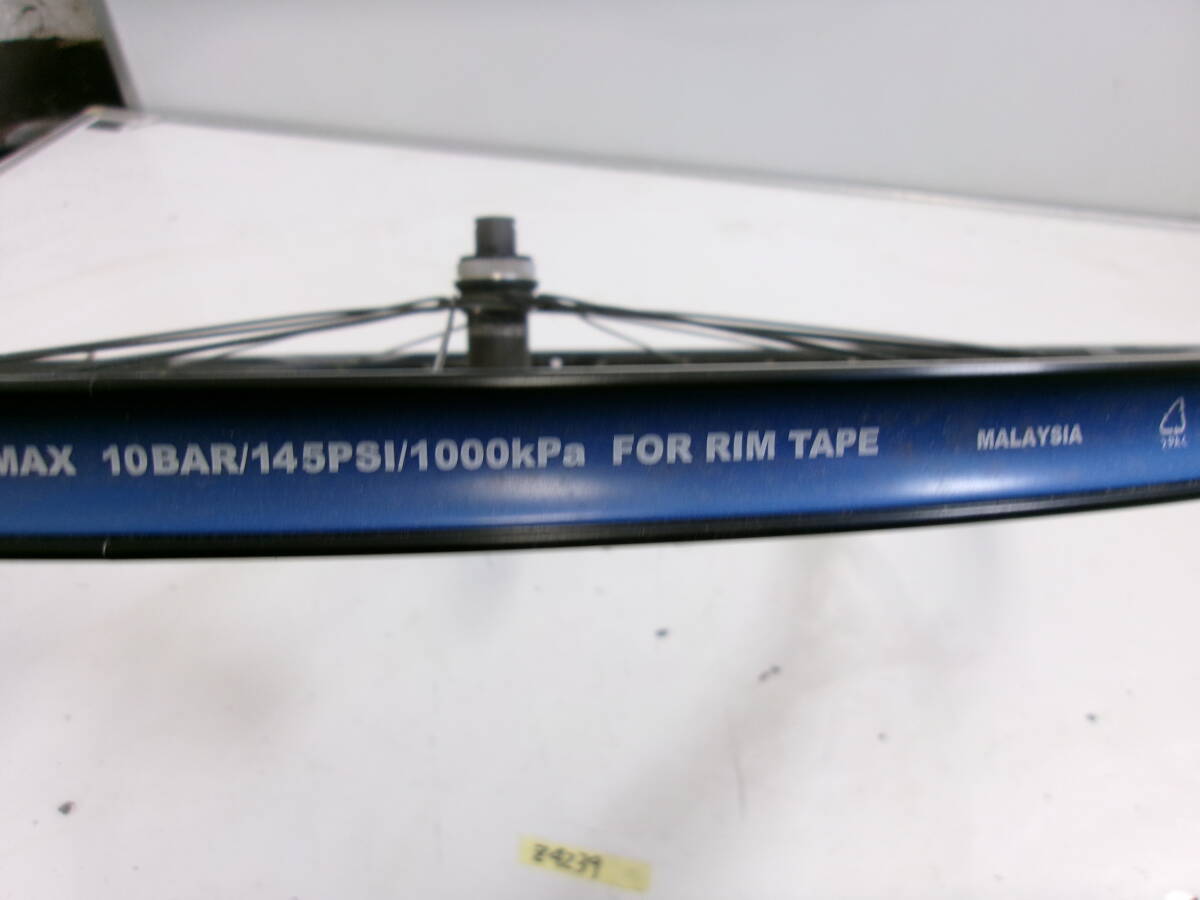 MAX 10BAR/145PSI/1000kPa FOR RIM TAPE MALAYSIA
Z4239